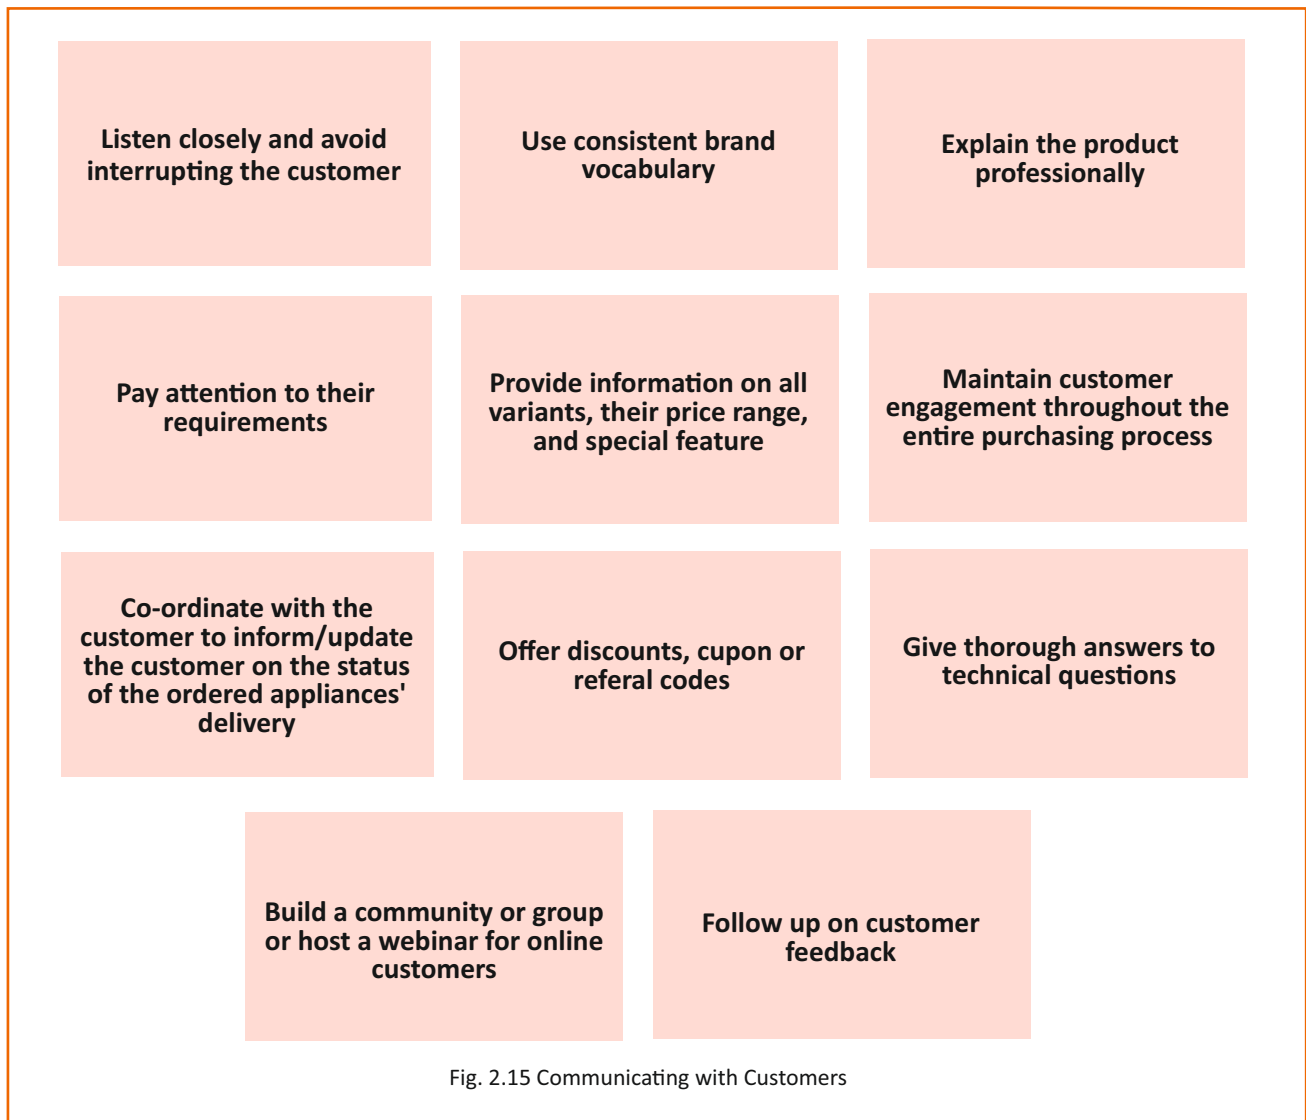 Listen closely and avoid
interrupting the customer
Use consistent brand
vocabulary
Explain the product
professionally
Pay attention to their
requirements
Provide information on all
variants, their price range,
and special feature
Maintain customer
engagement throughout the
entire purchasing process
Co-ordinate with the
customer to inform/update
the customer on the status
of the ordered appliances'
delivery
Offer discounts, cupon or
referal codes
Give thorough answers to
technical questions
Build a community or group
or host a webinar for online
customers
Follow up on customer
feedback
Fig. 2.15 Communicating with Customers